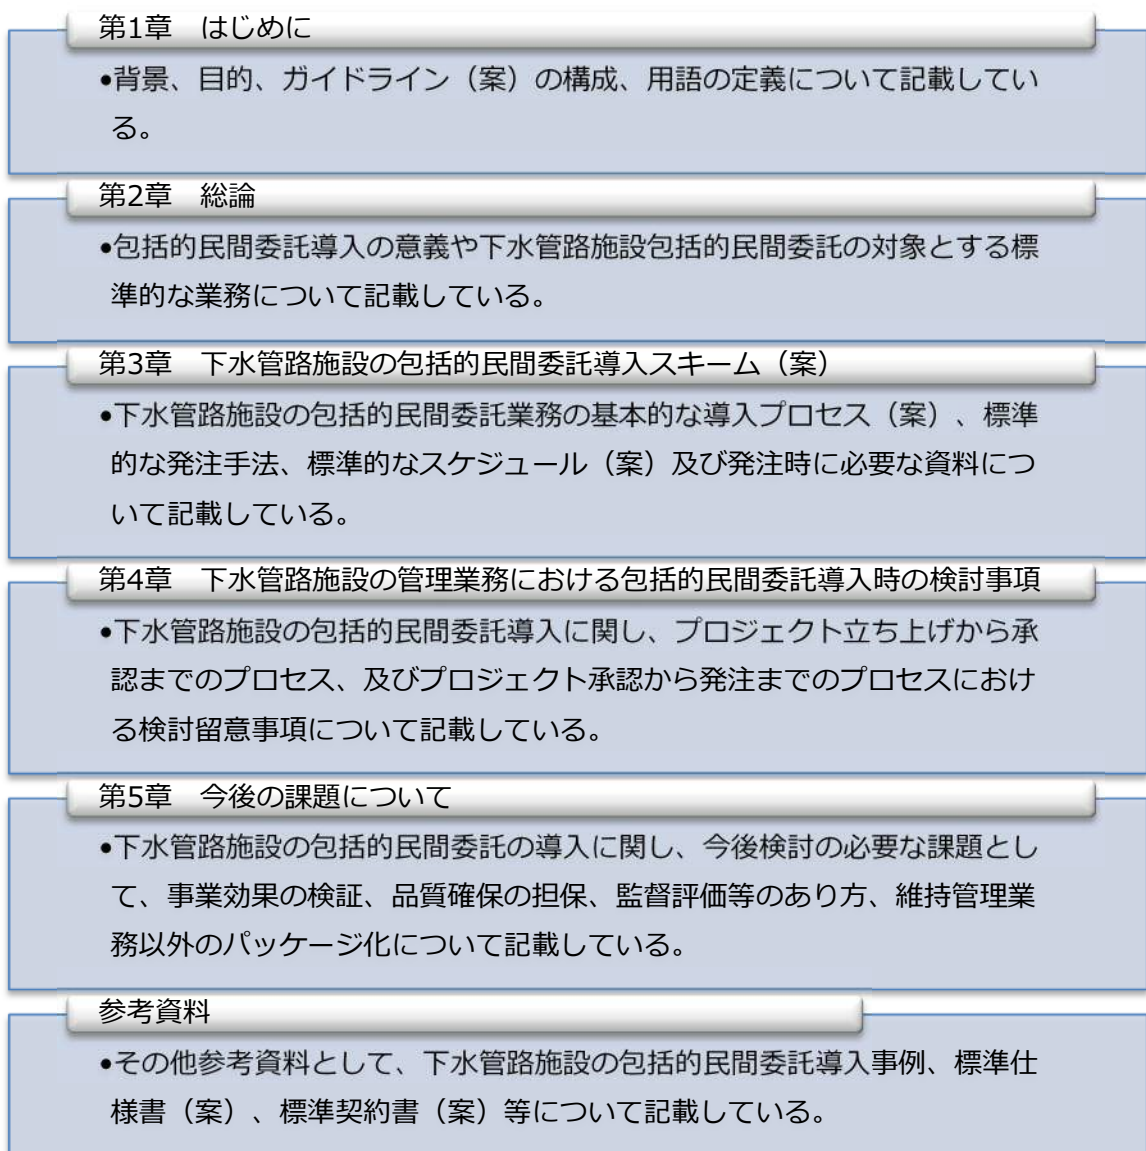 第1章　はじめに
•背景、目的、ガイドライン（案）の構成、用語の定義について記載してい
る。
第2章　総論
•包括的民間委託導入の意義や下水管路施設包括的民間委託の対象とする標
準的な業務について記載している。
第3章　下水管路施設の包括的民間委託導入スキーム（案）
•下水管路施設の包括的民間委託業務の基本的な導入プロセス（案）、標準
的な発注手法、標準的なスケジュール（案）及び発注時に必要な資料につ
いて記載している。
第4章　下水管路施設の管理業務における包括的民間委託導入時の検討事項
•下水管路施設の包括的民間委託導入に関し、プロジェクト立ち上げから承
認までのプロセス、及びプロジェクト承認から発注までのプロセスにおけ
る検討留意事項について記載している。
第5章　今後の課題について
•下水管路施設の包括的民間委託の導入に関し、今後検討の必要な課題とし
て、事業効果の検証、品質確保の担保、監督評価等のあり方、維持管理業
務以外のパッケージ化について記載している。
参考資料
•その他参考資料として、下水管路施設の包括的民間委託導入事例、標準仕
様書（案）、標準契約書（案）等について記載している。